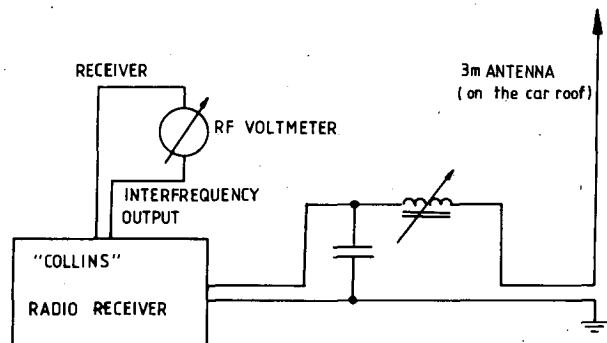 RECEIVER
3m ANTENNA
( on the car roof)
RF VOLTMETER
INTERFREQUENCY
OUTPUT
"COLLINS"
RADIO RECEIVER